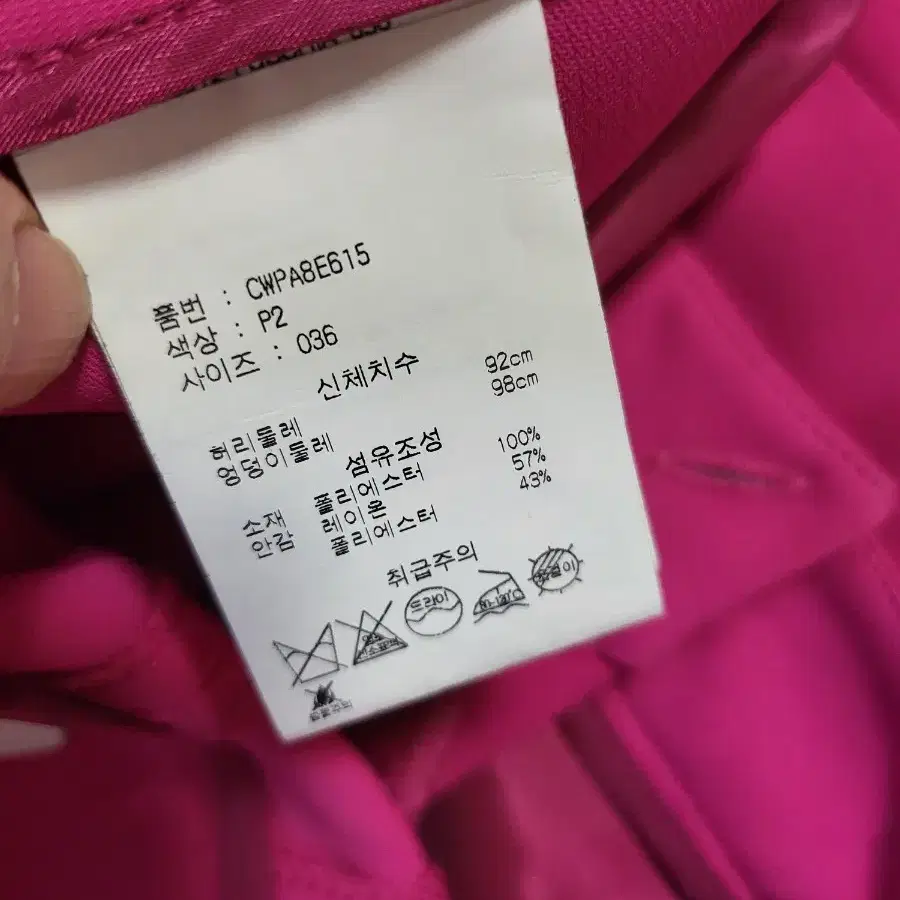 품번 : CWPA8E615
색상 : P2
사이즈 : 036
신체치수
허리둘레 92cm
엉덩이둘레 98cm
섬유조성
소재 폴리에스터 100%
안감 레이온 57%
폴리에스터 43%
취급주의
드라이